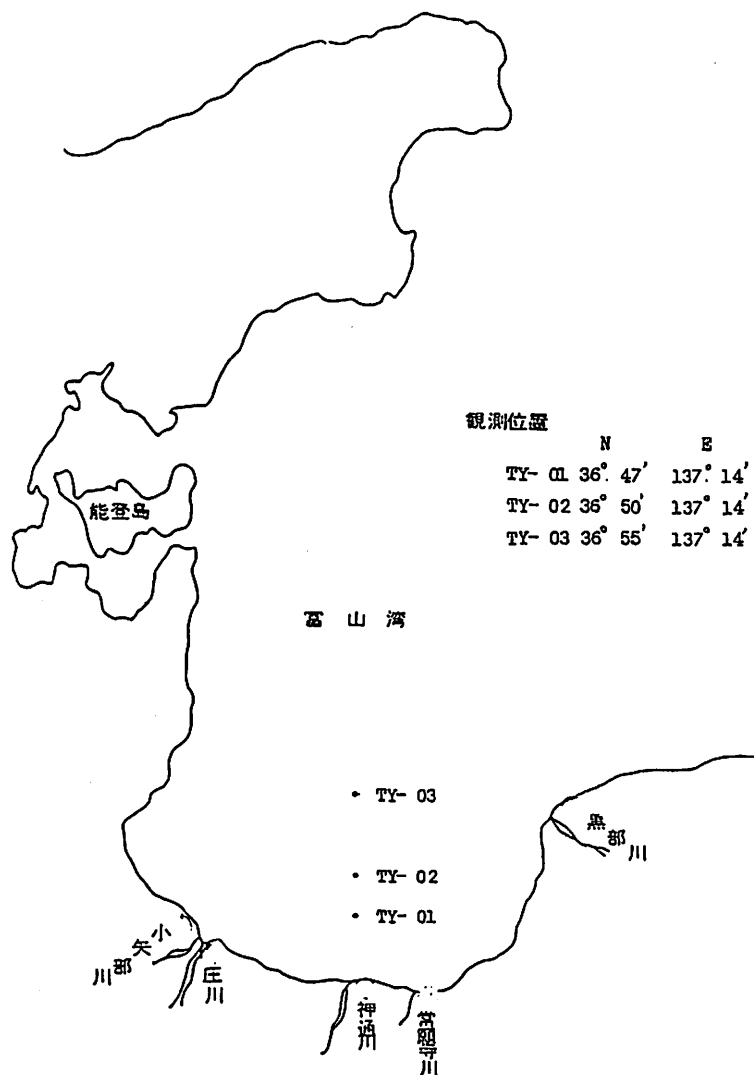 観測位置
N E
TY- 01 36° 47' 137° 14'
TY- 02 36° 50' 137° 14'
TY- 03 36° 55' 137° 14'
能登島
富山湾
TY- 03
黒部川
TY- 02
TY- 01
小矢部川
庄川
神通川
常願寺川